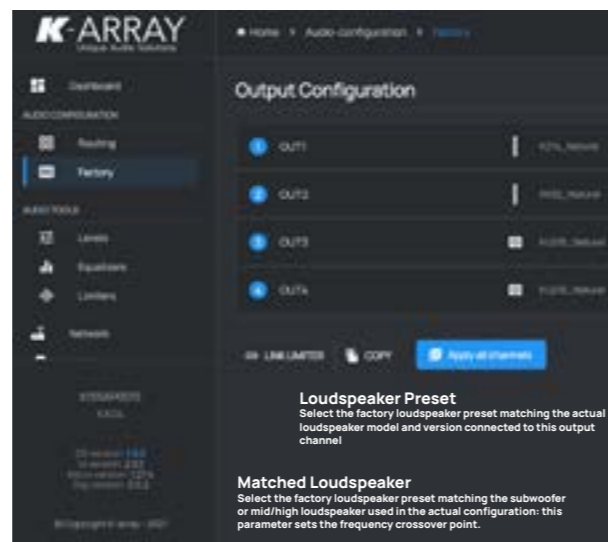 K-ARRAY
Unique Audio Solutions
Home > Audio configuration > Factory
Dashboard
AUDIO CONFIGURATION
Routing
Factory
AUDIO TOOLS
Levels
Equalizers
Limiters
Network
Output Configuration
1 OUT1
2 OUT2
3 OUT3
4 OUT4
LINK LIMITER COPY Apply all channels
Loudspeaker Preset
Select the factory loudspeaker preset matching the actual
loudspeaker model and version connected to this output
channel
Matched Loudspeaker
Select the factory loudspeaker preset matching the subwoofer
or mid/high loudspeaker used in the actual configuration: this
parameter sets the frequency crossover point.